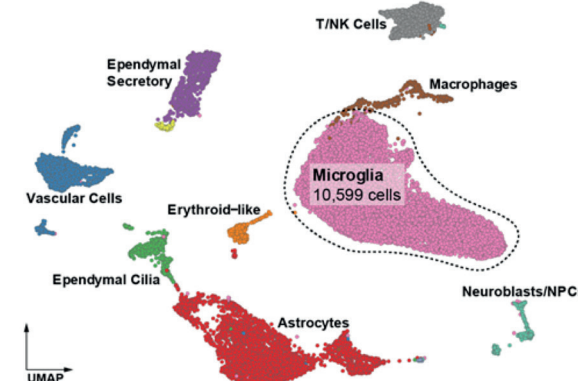 T/NK Cells
Ependymal
Secretory
Macrophages
Microglia
10,599 cells
Vascular Cells
Erythroid–like
Ependymal Cilia
Neuroblasts/NPC
Astrocytes
UMAP